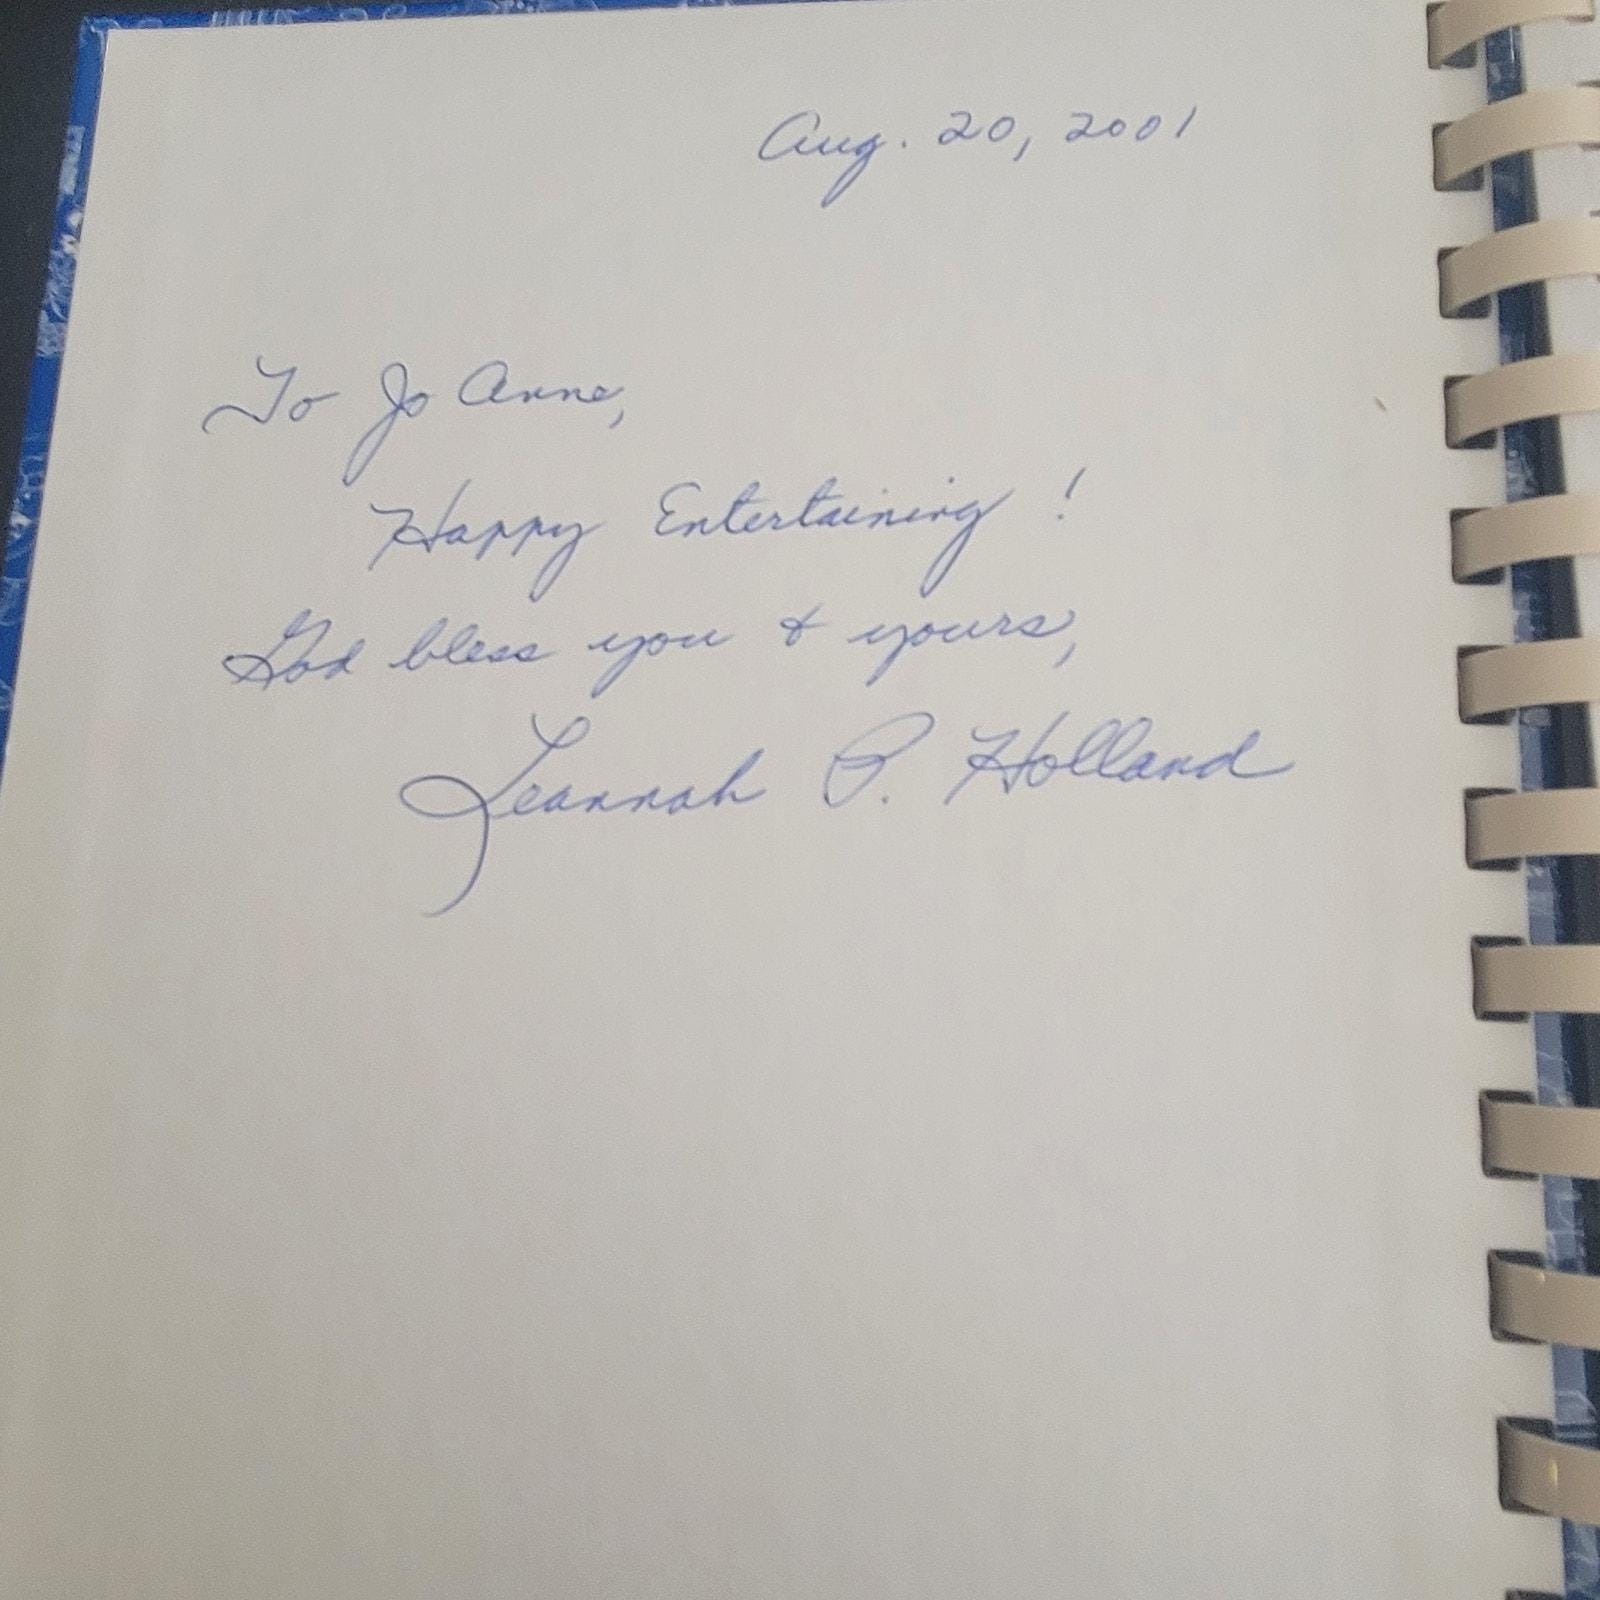 Aug. 20, 2001
To Jo Anne,
Happy Entertaining!
God bless you & yours,
Leannah P. Holland